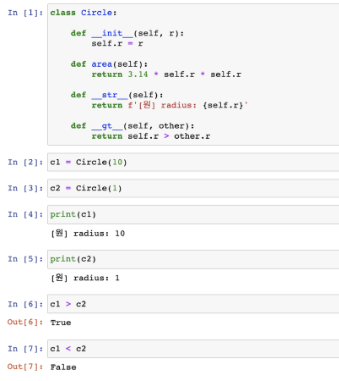 In [1]: class Circle:
def __init__(self, r):
self.r = r
def area(self):
return 3.14 * self.r * self.r
def __str__(self):
return f'[원] radius: {self.r}'
def __gt__(self, other):
return self.r > other.r
In [2]: c1 = Circle(10)
In [3]: c2 = Circle(1)
In [4]: print(c1)
[원] radius: 10
In [5]: print(c2)
[원] radius: 1
In [6]: c1 > c2
Out[6]: True
In [7]: c1 < c2
Out[7]: False